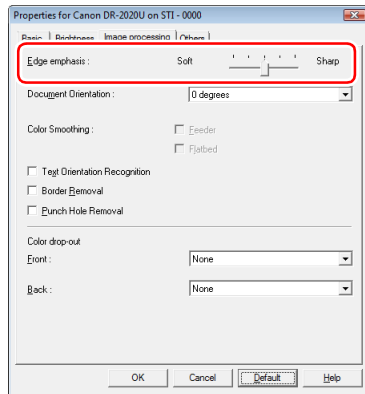 Properties for Canon DR-2020U on STI - 0000
Basic Brightness Image processing Others
Edge emphasis : Soft Sharp
Document Orientation : 0 degrees
Color Smoothing : Feeder
Flatbed
Text Orientation Recognition
Border Removal
Punch Hole Removal
Color drop-out
Front : None
Back : None
OK Cancel Default Help